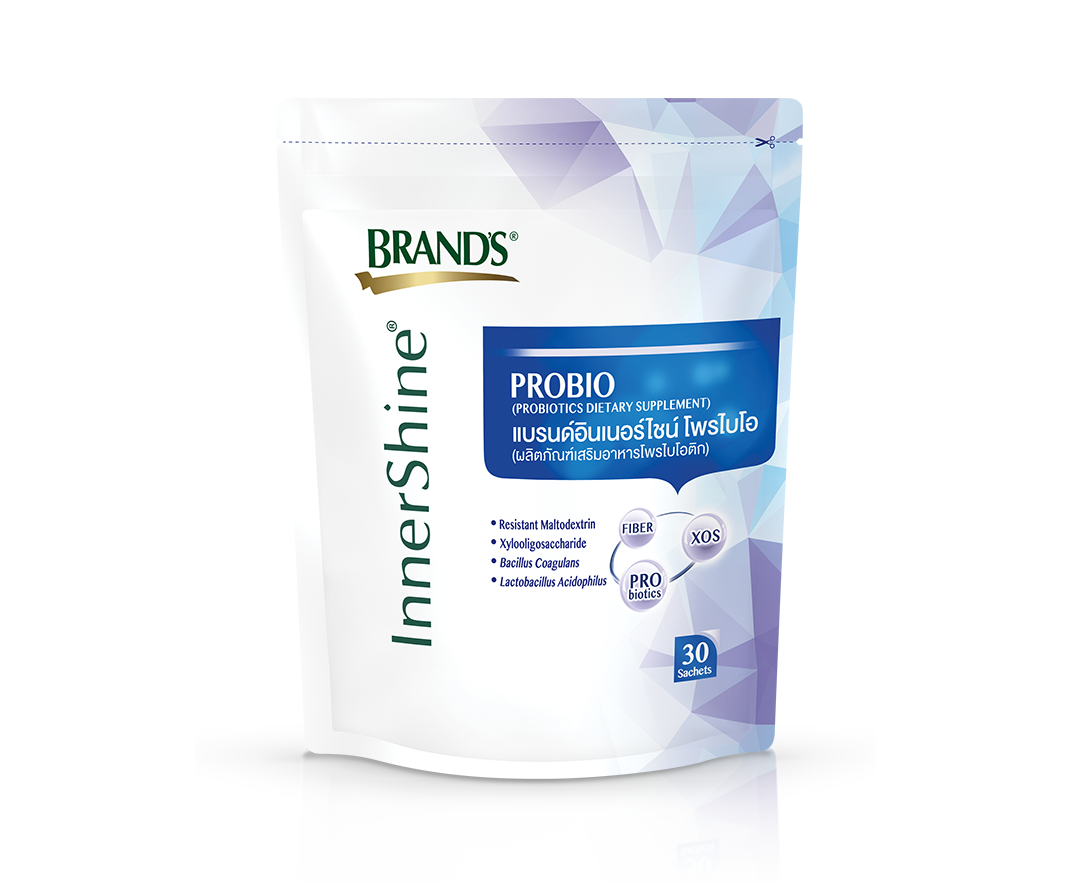 BRAND'S®
InnerShine®
PROBIO
(PROBIOTICS DIETARY SUPPLEMENT)
แบรนด์อินเนอร์ไชน์ โพรไบโอ
(ผลิตภัณฑ์เสริมอาหารโพรไบโอติก)
• Resistant Maltodextrin
• Xylooligosaccharide
• Bacillus Coagulans
• Lactobacillus Acidophilus
FIBER
XOS
PRO
biotics
30
Sachets